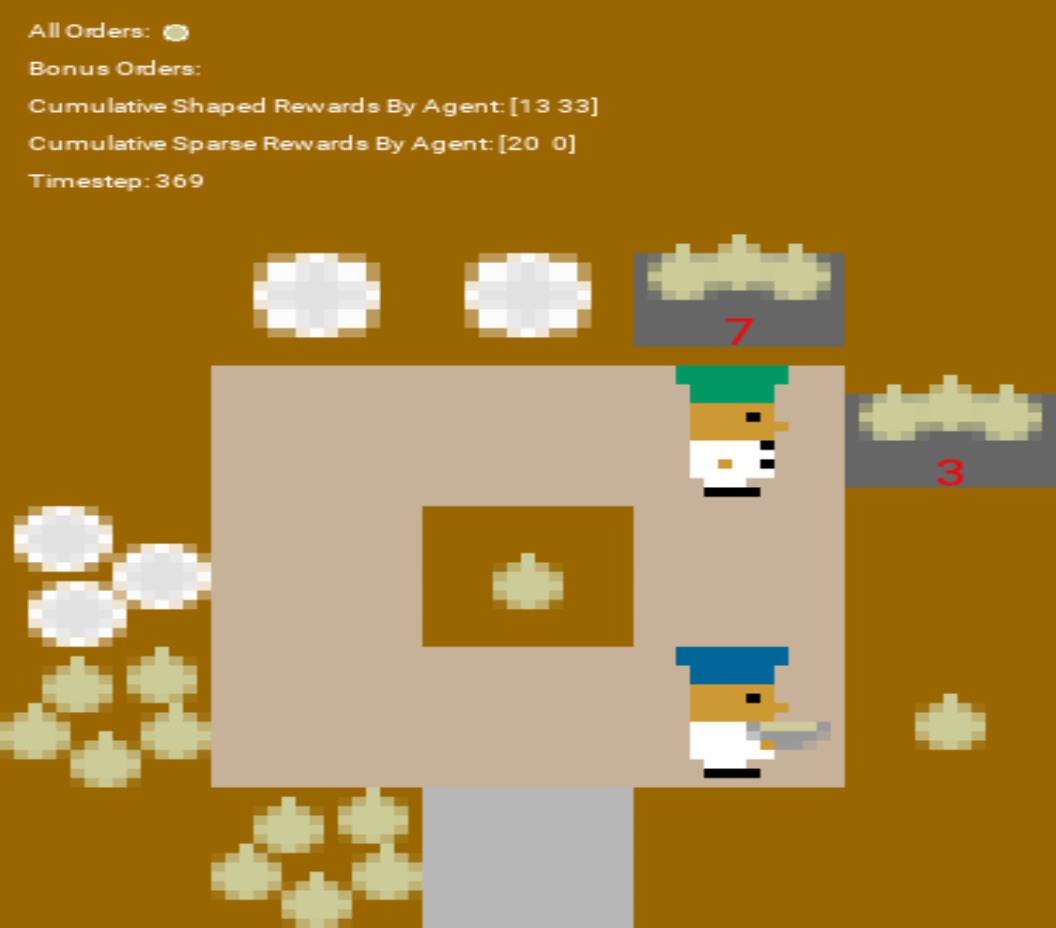 All Orders:
Bonus Orders:
Cumulative Shaped Rewards By Agent: [13 33]
Cumulative Sparse Rewards By Agent: [20  0]
Timestep: 369
7
3